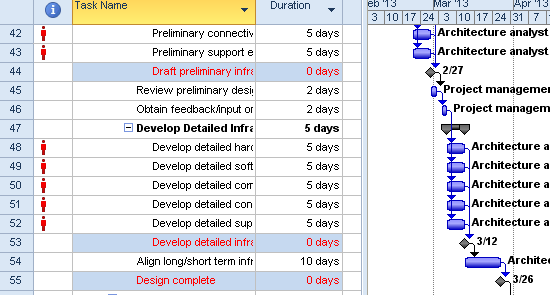 Task Name Duration eb '13 Mar '13 Apr '13
3 10 17 24 3 10 17 24 31 7
42 Preliminary connectiv 5 days Architecture analyst
43 Preliminary support e 5 days Architecture analyst
44 Draft preliminary infra 0 days 2/27
45 Review preliminary desig 2 days Project managemen
46 Obtain feedback/input on 2 days Project managem
47 Develop Detailed Infra 5 days
48 Develop detailed hard 5 days Architecture a
49 Develop detailed soft 5 days Architecture a
50 Develop detailed con 5 days Architecture a
51 Develop detailed con 5 days Architecture a
52 Develop detailed sup 5 days Architecture a
53 Develop detailed infra 0 days 3/12
54 Align long/short term infr 10 days Architec
55 Design complete 0 days 3/26